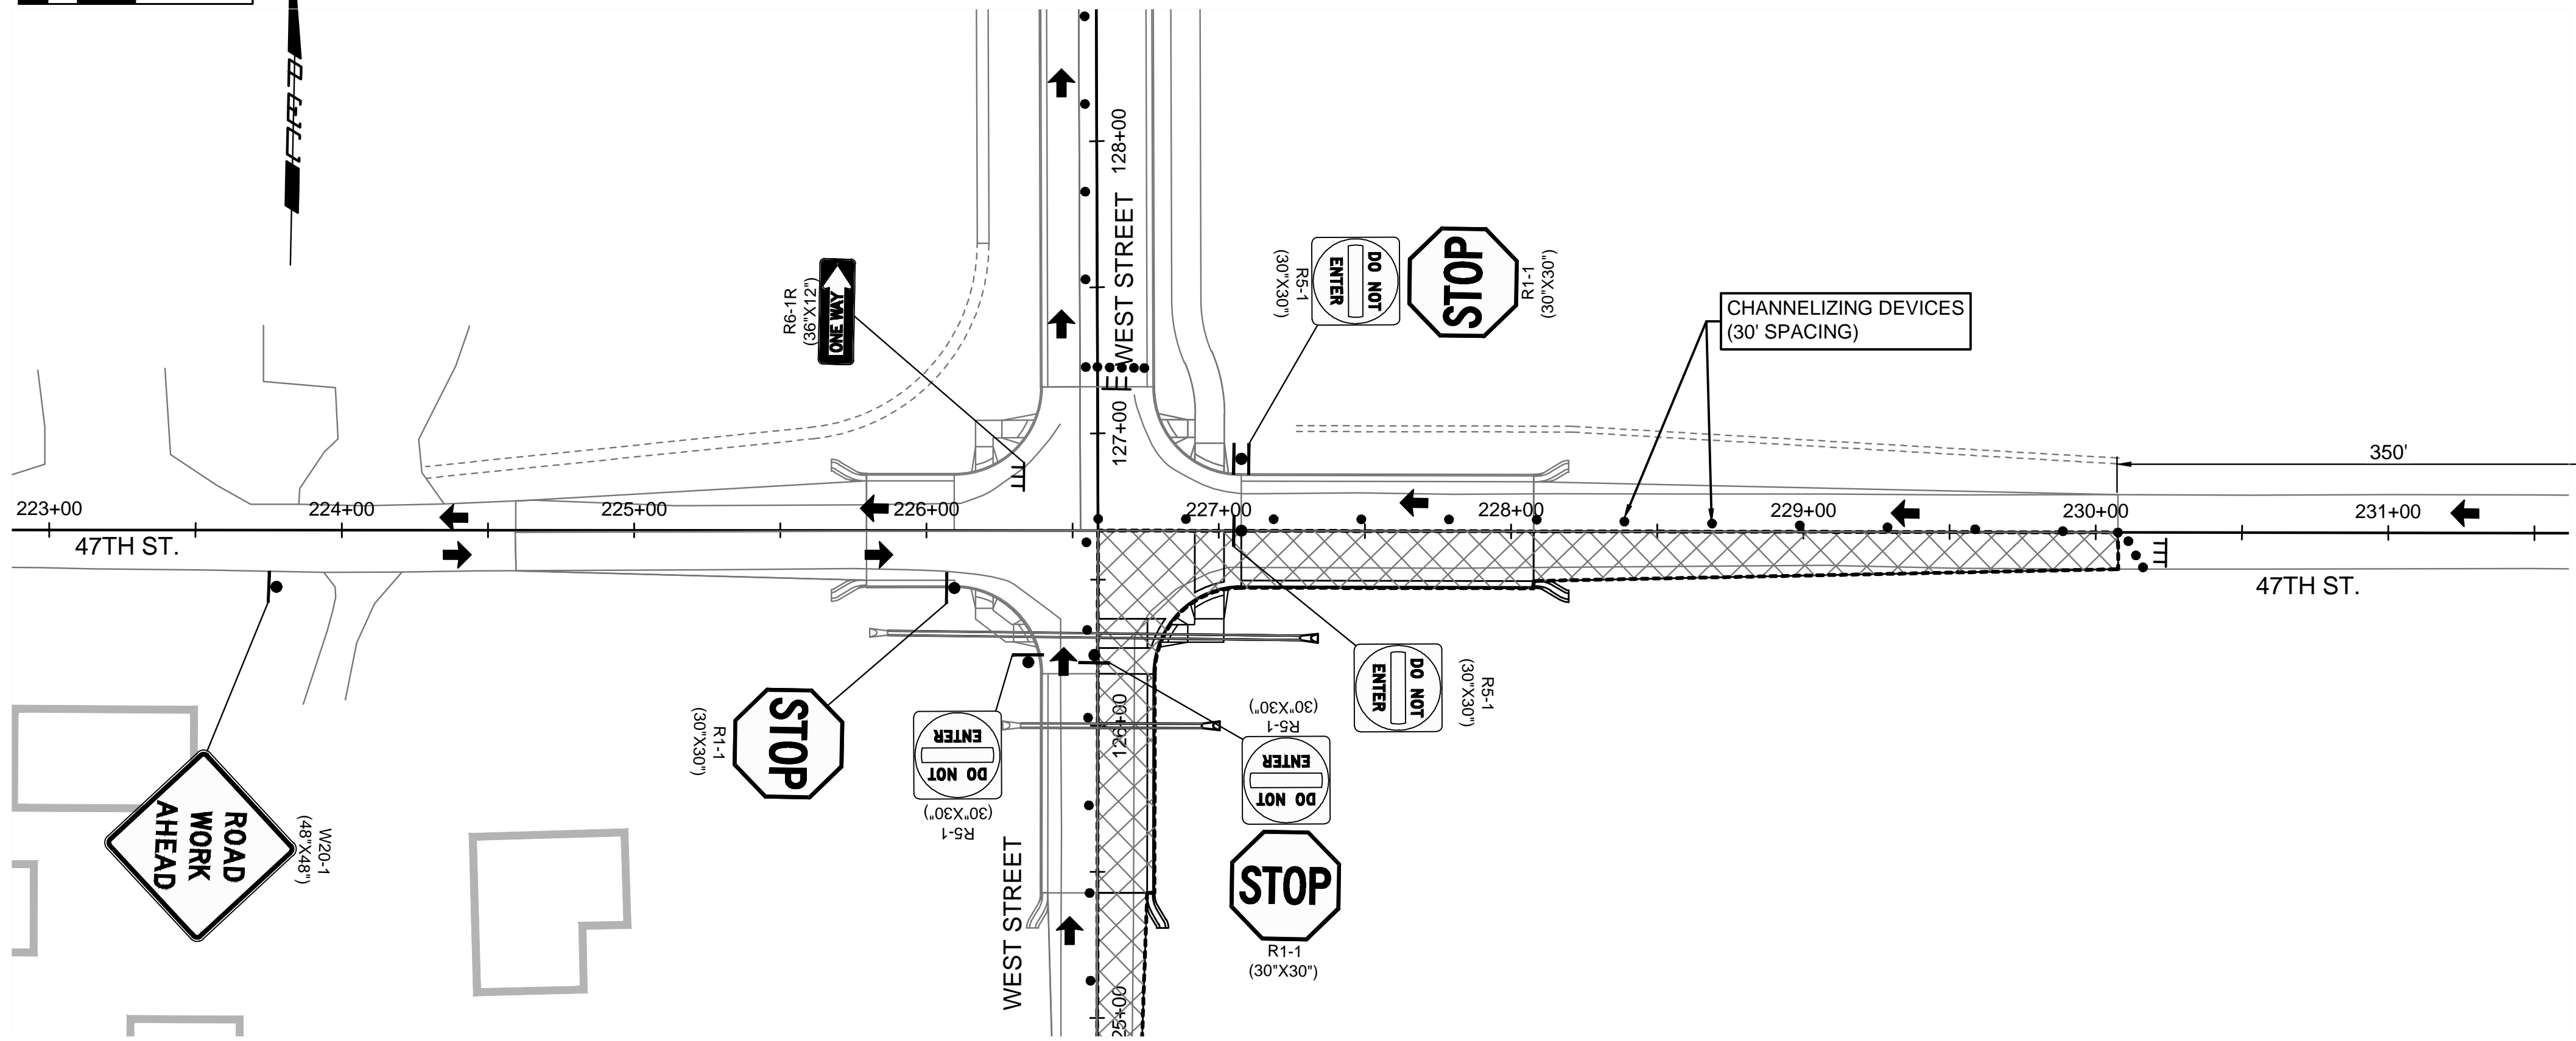 128+00
WEST STREET
127+00
R6-1R
(36"X12")
ONE WAY
R5-1
(30"X30")
DO NOT
ENTER
STOP
R1-1
(30"X30")
CHANNELIZING DEVICES
(30' SPACING)
350'
223+00
224+00
225+00
226+00
227+00
228+00
229+00
230+00
231+00
47TH ST.
47TH ST.
R1-1
(30"X30")
STOP
DO NOT
ENTER
R5-1
(30"X30")
DO NOT
ENTER
R5-1
(30"X30")
R5-1
(30"X30")
DO NOT
ENTER
STOP
R1-1
(30"X30")
126+00
WEST STREET
ROAD
WORK
AHEAD
W20-1
(48"X48")
25+00